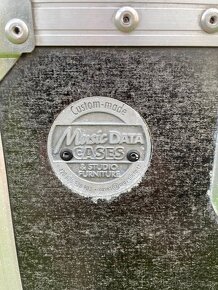 Custom-made
Music DATA
CASES
& STUDIO
FURNITURE